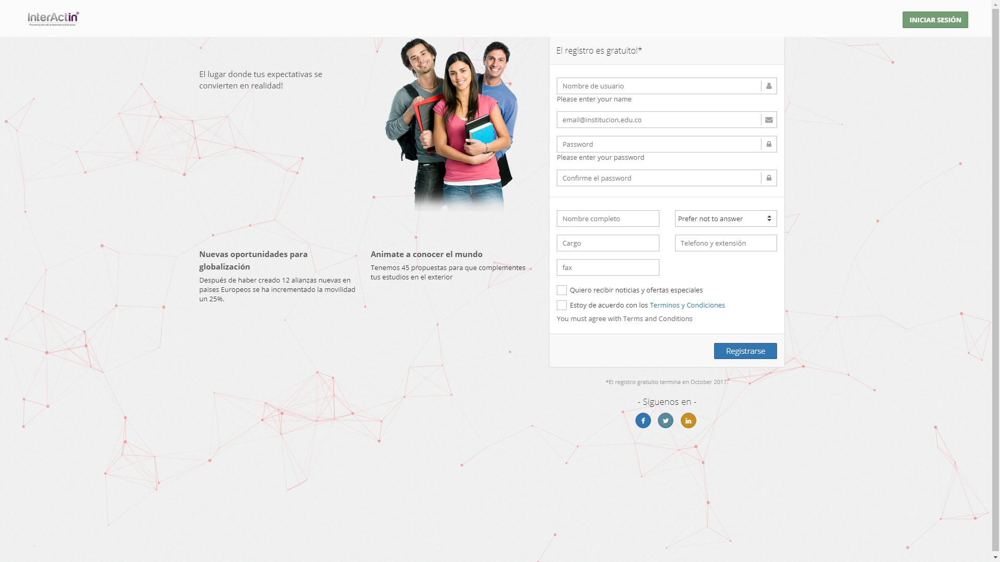 InterActin®
Pioneering the role of International Educators
INICIAR SESIÓN
El lugar donde tus expectativas se
convierten en realidad!
Nuevas oportunidades para
globalización
Después de haber creado 12 alianzas nuevas en
paises Europeos se ha incrementado la movilidad
un 25%.
Animate a conocer el mundo
Tenemos 45 propuestas para que complementes
tus estudios en el exterior
El registro es gratuito!*
Nombre de usuario
Please enter your name
email@institucion.edu.co
Password
Please enter your password
Confirme el password
Nombre completo
Prefer not to answer
Cargo
Telefono y extensión
fax
Quiero recibir noticias y ofertas especiales
Estoy de acuerdo con los Terminos y Condiciones
You must agree with Terms and Conditions
Registrarse
*El registro gratuito termina en October 2017.
- Siguenos en -